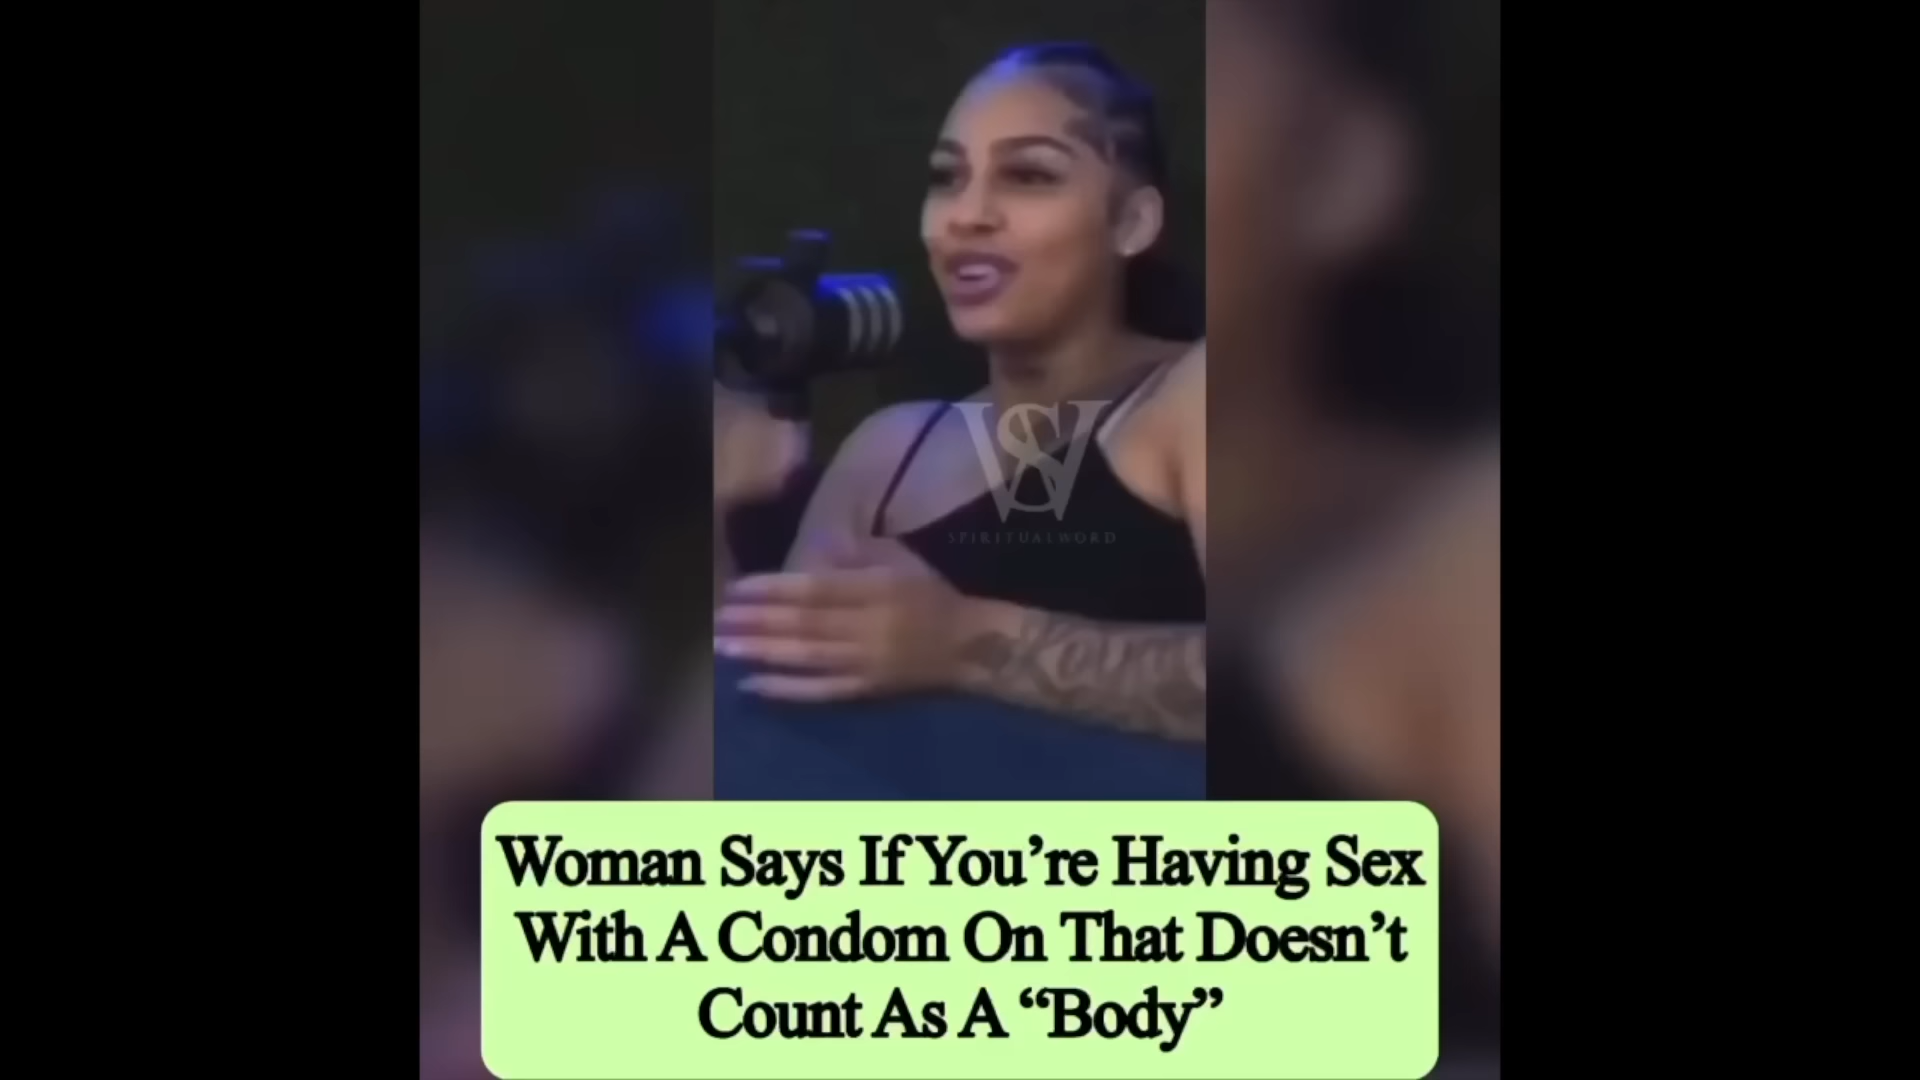 SW
SPIRITUALWORD
Woman Says If You’re Having Sex
With A Condom On That Doesn’t
Count As A “Body”